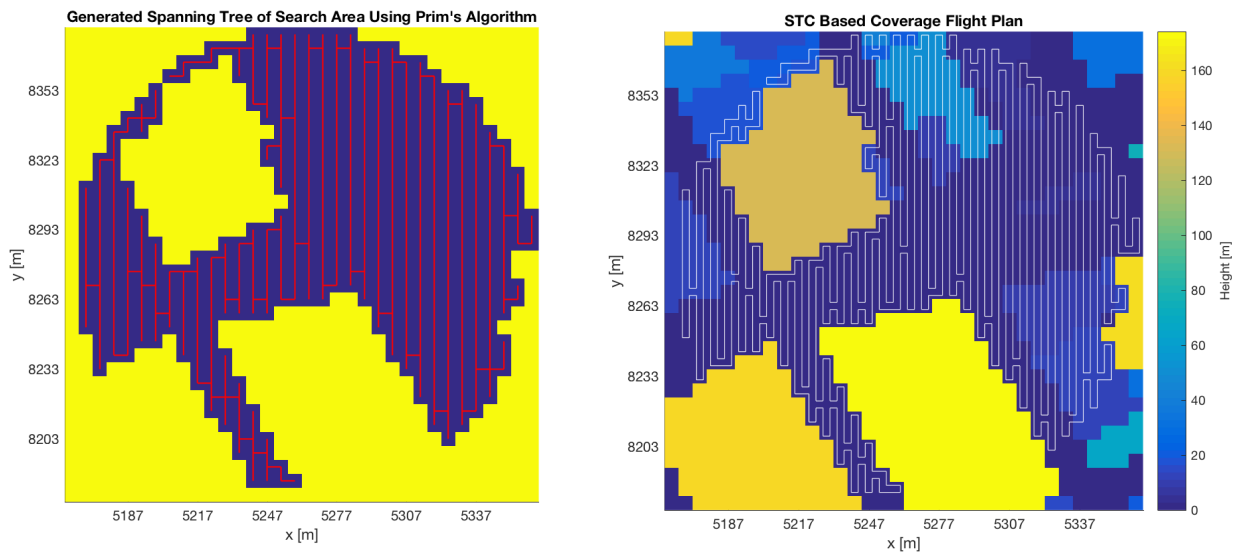 Generated Spanning Tree of Search Area Using Prim's Algorithm
8353
8323
8293
8263
8233
8203
y [m]
5187 5217 5247 5277 5307 5337
x [m]
STC Based Coverage Flight Plan
8353
8323
8293
8263
8233
8203
y [m]
5187 5217 5247 5277 5307 5337
x [m]
160
140
120
100
80
60
40
20
0
Height [m]